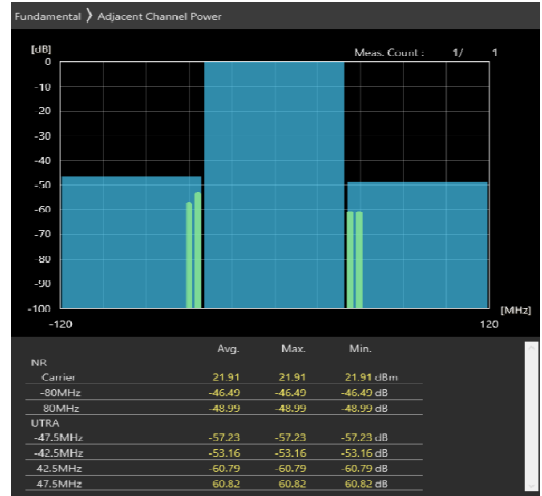 Fundamental ❯ Adjacent Channel Power
[dB]
Meas. Count : 1/ 1
0
-10
-20
-30
-40
-50
-60
-70
-80
-90
-100
[MHz]
-120 120
Avg. Max. Min.
NR
Carrier 21.91 21.91 21.91 dBm
-80MHz -46.49 -46.49 -46.49 dB
80MHz -48.99 -48.99 -48.99 dB
UTRA
-47.5MHz -57.23 -57.23 -57.23 dB
-42.5MHz -53.16 -53.16 -53.16 dB
42.5MHz -60.79 -60.79 -60.79 dB
47.5MHz 60.82 60.82 60.82 dB